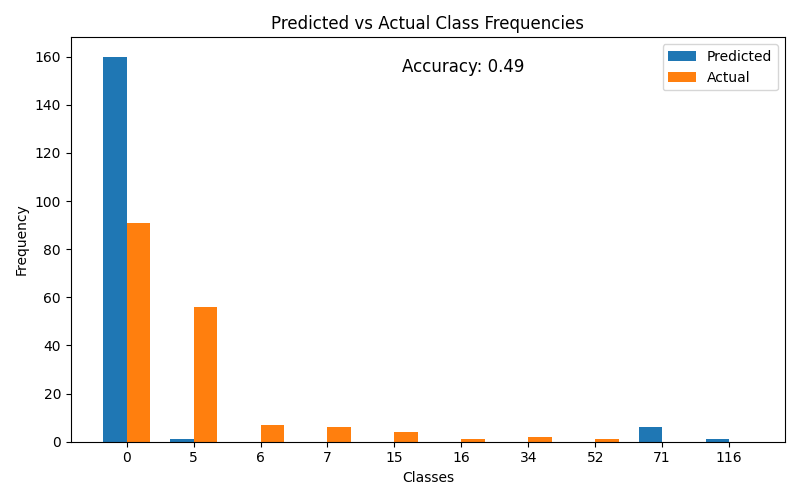 Predicted vs Actual Class Frequencies
Accuracy: 0.49
Predicted
Actual
Frequency
160
140
120
100
80
60
40
20
0
0 5 6 7 15 16 34 52 71 116
Classes